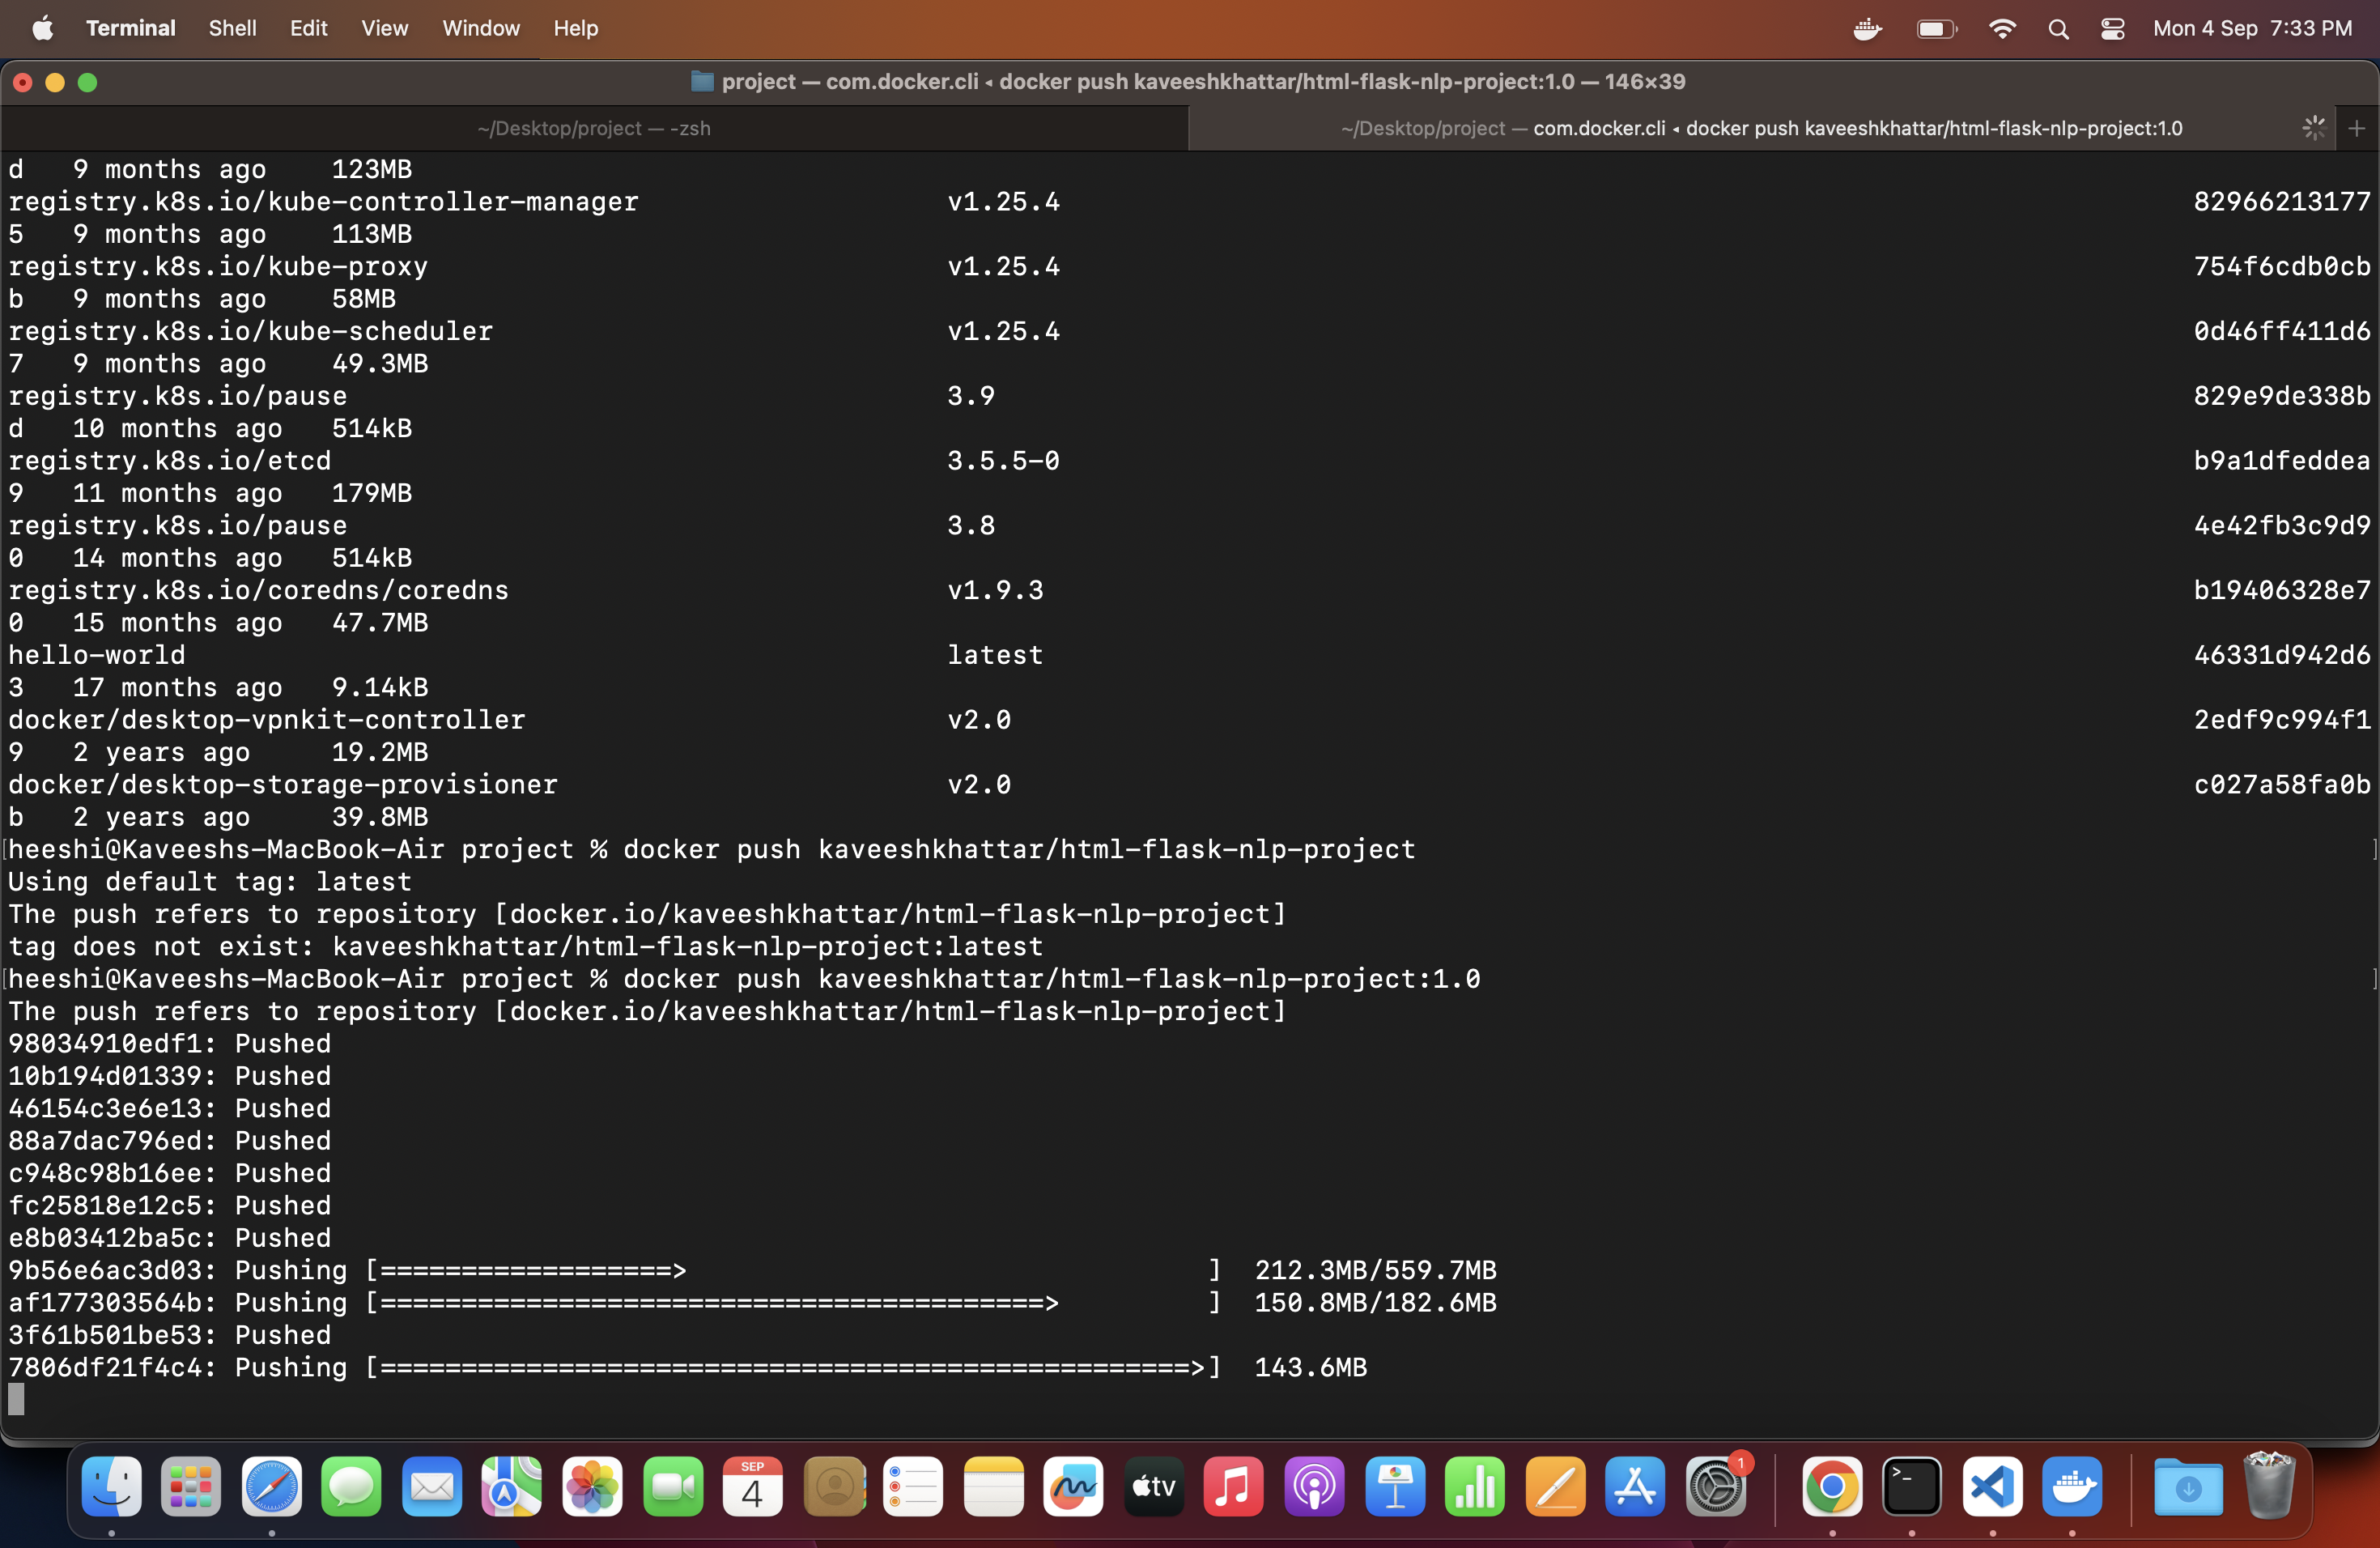 Terminal Shell Edit View Window Help Mon 4 Sep 7:33 PM
project — com.docker.cli ◂ docker push kaveeshkhattar/html-flask-nlp-project:1.0 — 146×39
~/Desktop/project — -zsh
~/Desktop/project — com.docker.cli ◂ docker push kaveeshkhattar/html-flask-nlp-project:1.0
d 9 months ago 123MB
registry.k8s.io/kube-controller-manager v1.25.4 82966213177
5 9 months ago 113MB
registry.k8s.io/kube-proxy v1.25.4 754f6cdb0cb
b 9 months ago 58MB
registry.k8s.io/kube-scheduler v1.25.4 0d46ff411d6
7 9 months ago 49.3MB
registry.k8s.io/pause 3.9 829e9de338b
d 10 months ago 514kB
registry.k8s.io/etcd 3.5.5-0 b9a1dfeddea
9 11 months ago 179MB
registry.k8s.io/pause 3.8 4e42fb3c9d9
0 14 months ago 514kB
registry.k8s.io/coredns/coredns v1.9.3 b19406328e7
0 15 months ago 47.7MB
hello-world latest 46331d942d6
3 17 months ago 9.14kB
docker/desktop-vpnkit-controller v2.0 2edf9c994f1
9 2 years ago 19.2MB
docker/desktop-storage-provisioner v2.0 c027a58fa0b
b 2 years ago 39.8MB
[heeshi@Kaveeshs-MacBook-Air project % docker push kaveeshkhattar/html-flask-nlp-project ]
Using default tag: latest
The push refers to repository [docker.io/kaveeshkhattar/html-flask-nlp-project]
tag does not exist: kaveeshkhattar/html-flask-nlp-project:latest
[heeshi@Kaveeshs-MacBook-Air project % docker push kaveeshkhattar/html-flask-nlp-project:1.0 ]
The push refers to repository [docker.io/kaveeshkhattar/html-flask-nlp-project]
98034910edf1: Pushed
10b194d01339: Pushed
46154c3e6e13: Pushed
88a7dac796ed: Pushed
c948c98b16ee: Pushed
fc25818e12c5: Pushed
e8b03412ba5c: Pushed
9b56e6ac3d03: Pushing [==================> ] 212.3MB/559.7MB
af177303564b: Pushing [=========================================> ] 150.8MB/182.6MB
3f61b501be53: Pushed
7806df21f4c4: Pushing [==================================================>] 143.6MB
SEP
4
tv
1
>_